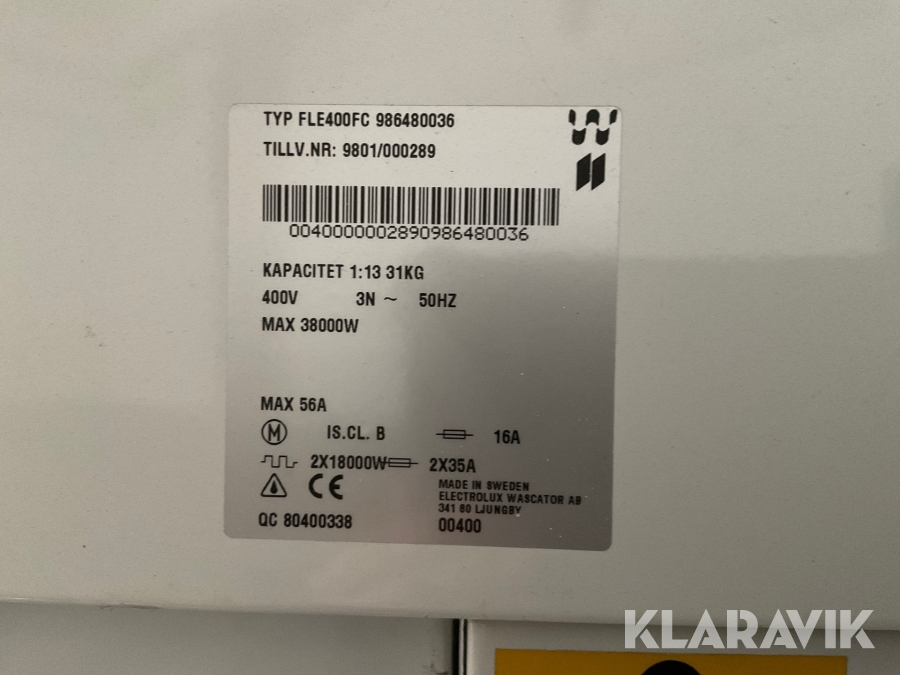 TYP FLE400FC 986480036
TILLV.NR: 9801/000289
0040000002890986480036
KAPACITET 1:13 31KG
400V 3N ~ 50HZ
MAX 38000W
MAX 56A
M IS.CL. B 16A
2X18000W 2X35A
CE
MADE IN SWEDEN
ELECTROLUX WASCATOR AB
341 80 LJUNGBY
QC 80400338 00400
KLARAVIK